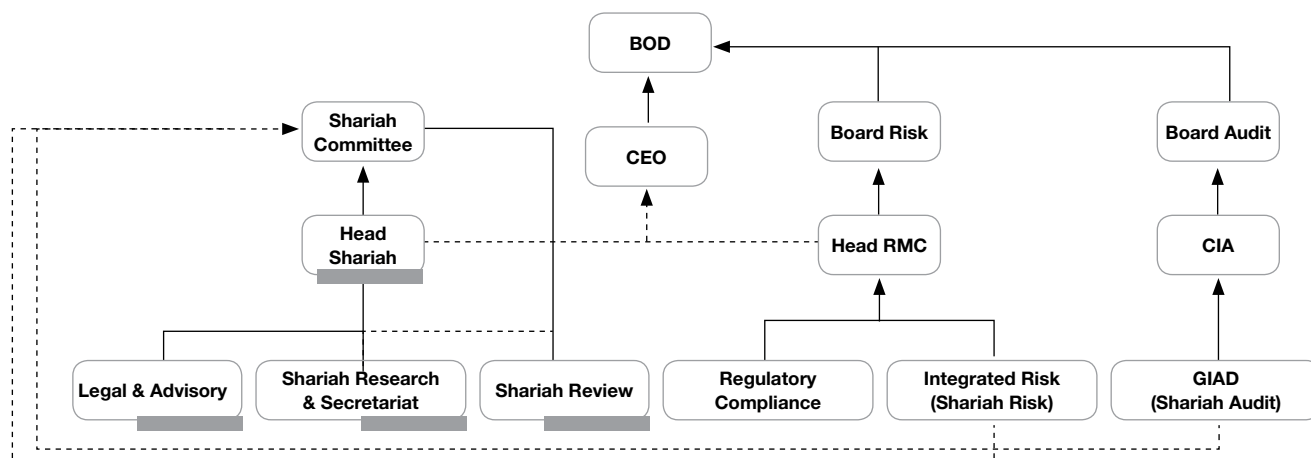 BOD
Shariah
Committee
CEO
Board Risk
Board Audit
Head
Shariah
Head RMC
CIA
Legal & Advisory
Shariah Research
& Secretariat
Shariah Review
Regulatory
Compliance
Integrated Risk
(Shariah Risk)
GIAD
(Shariah Audit)